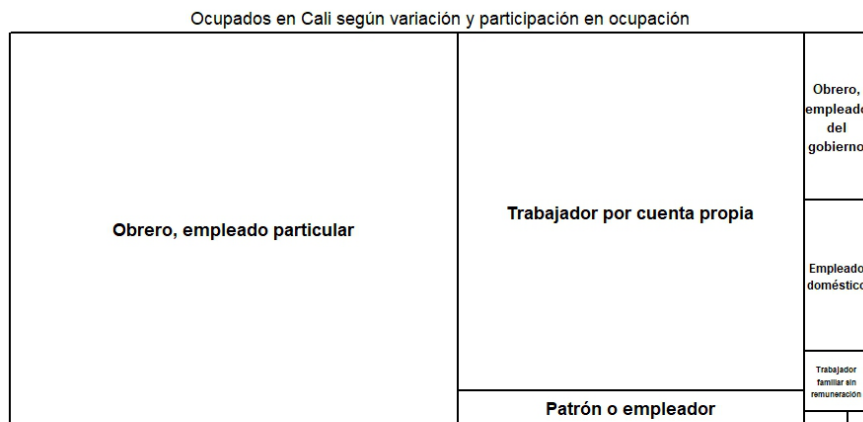 Ocupados en Cali según variación y participación en ocupación
Obrero, empleado particular
Trabajador por cuenta propia
Patrón o empleador
Obrero,
empleado
del
gobierno
Empleado
doméstico
Trabajador
familiar sin
remuneración